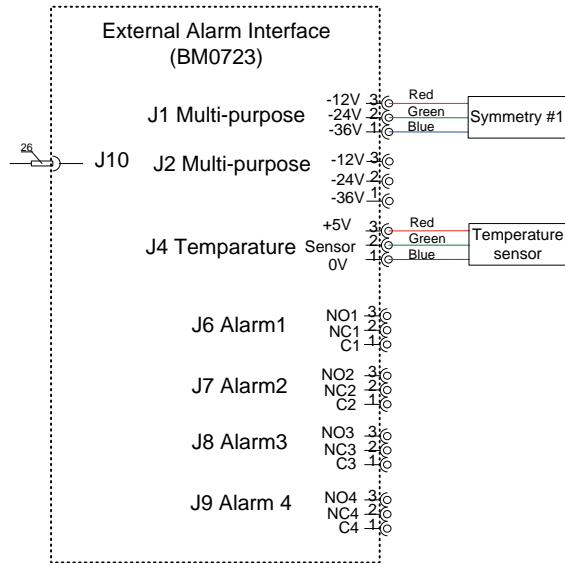 External Alarm Interface
(BM0723)
J1 Multi-purpose
-12V 3 Red
-24V 2 Green
-36V 1 Blue
Symmetry #1
26
J10
J2 Multi-purpose
-12V 3
-24V 2
-36V 1
J4 Temparature
+5V 3 Red
Sensor 2 Green
0V 1 Blue
Temperature
sensor
J6 Alarm1
NO1 3
NC1 2
C1 1
J7 Alarm2
NO2 3
NC2 2
C2 1
J8 Alarm3
NO3 3
NC3 2
C3 1
J9 Alarm 4
NO4 3
NC4 2
C4 1